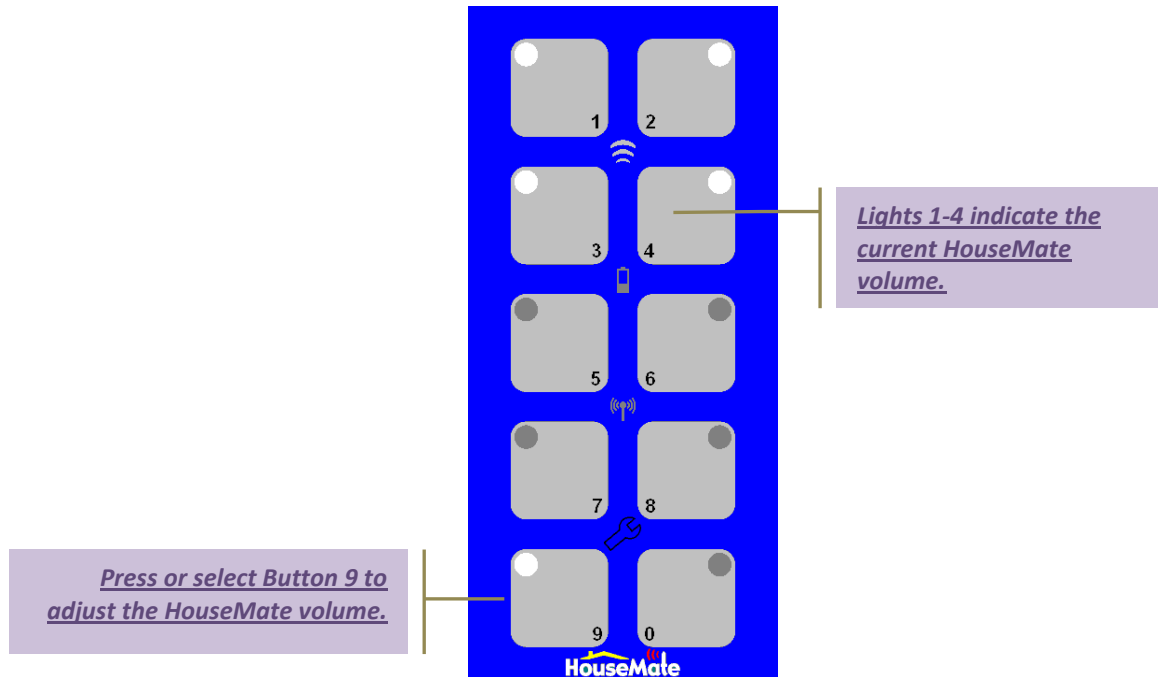 1 2
3 4
Lights 1-4 indicate the
current HouseMate
volume.
5 6
7 8
Press or select Button 9 to
adjust the HouseMate volume.
9 0
HouseMate